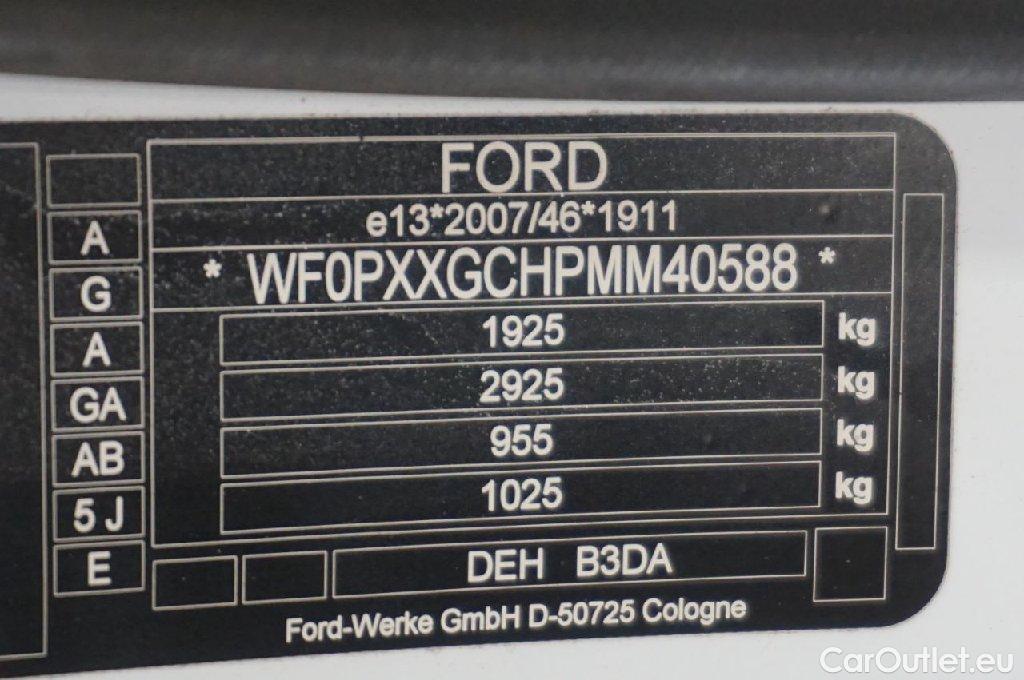 FORD
e13*2007/46*1911
* WF0PXXGCHPMM40588 *
1925 kg
2925 kg
955 kg
1025 kg
A
G
A
GA
AB
5 J
E
DEH B3DA
Ford-Werke GmbH D-50725 Cologne
CarOutlet.eu